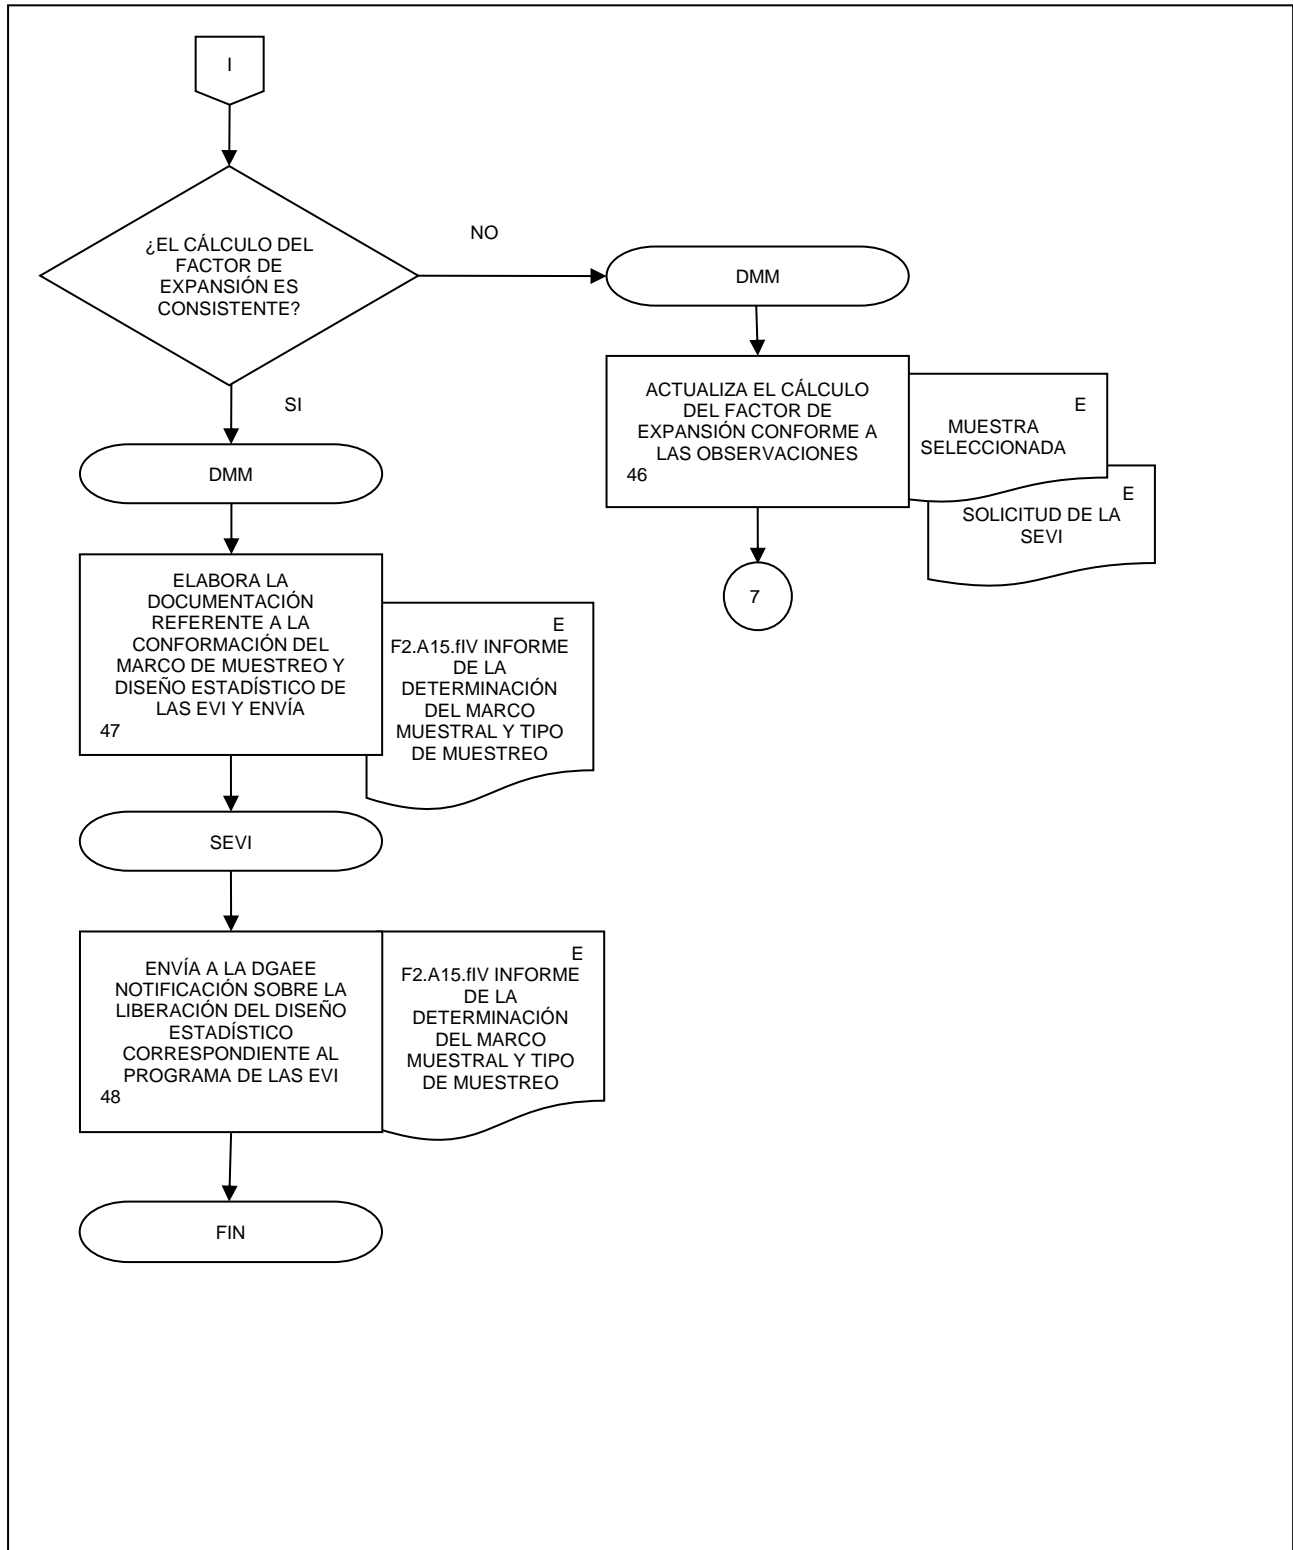 I
¿EL CÁLCULO DEL
FACTOR DE
EXPANSIÓN ES
CONSISTENTE?
NO
DMM
ACTUALIZA EL CÁLCULO
DEL FACTOR DE
EXPANSIÓN CONFORME A
LAS OBSERVACIONES
46
E
MUESTRA
SELECCIONADA
E
SOLICITUD DE LA
SEVI
7
SI
DMM
ELABORA LA
DOCUMENTACIÓN
REFERENTE A LA
CONFORMACIÓN DEL
MARCO DE MUESTREO Y
DISEÑO ESTADÍSTICO DE
LAS EVI Y ENVÍA
47
E
F2.A15.fIV INFORME
DE LA
DETERMINACIÓN
DEL MARCO
MUESTRAL Y TIPO
DE MUESTREO
SEVI
ENVÍA A LA DGAEE
NOTIFICACIÓN SOBRE LA
LIBERACIÓN DEL DISEÑO
ESTADÍSTICO
CORRESPONDIENTE AL
PROGRAMA DE LAS EVI
48
E
F2.A15.fIV INFORME
DE LA
DETERMINACIÓN
DEL MARCO
MUESTRAL Y TIPO
DE MUESTREO
FIN